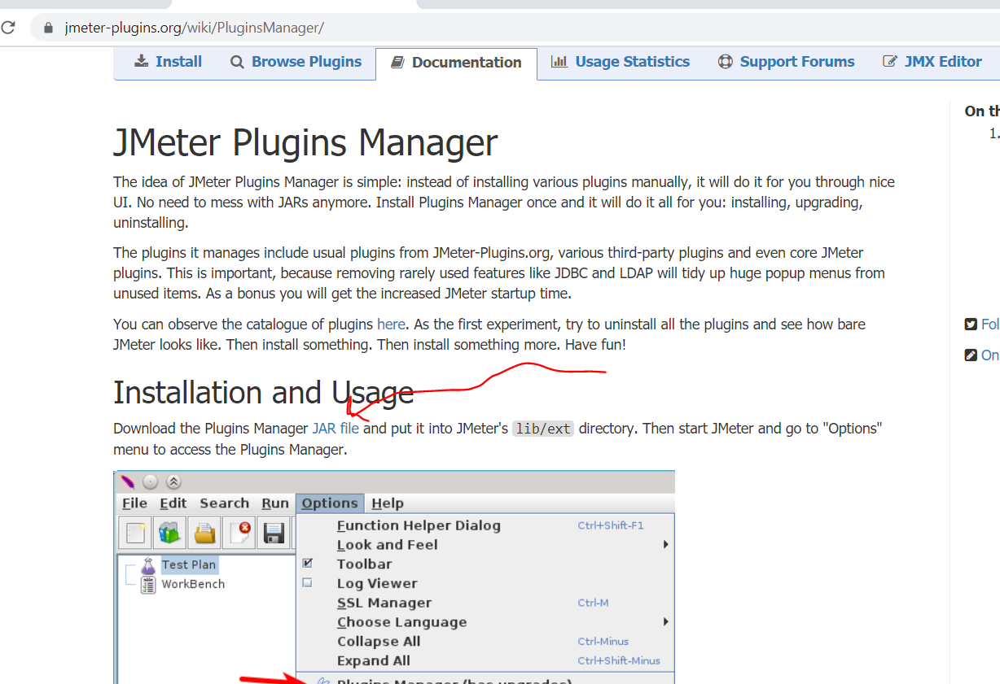 jmeter-plugins.org/wiki/PluginsManager/
Install Browse Plugins Documentation Usage Statistics Support Forums JMX Editor
On th
1.
JMeter Plugins Manager
The idea of JMeter Plugins Manager is simple: instead of installing various plugins manually, it will do it for you through nice
UI. No need to mess with JARs anymore. Install Plugins Manager once and it will do it all for you: installing, upgrading,
uninstalling.
The plugins it manages include usual plugins from JMeter-Plugins.org, various third-party plugins and even core JMeter
plugins. This is important, because removing rarely used features like JDBC and LDAP will tidy up huge popup menus from
unused items. As a bonus you will get the increased JMeter startup time.
You can observe the catalogue of plugins here. As the first experiment, try to uninstall all the plugins and see how bare
JMeter looks like. Then install something. Then install something more. Have fun!
Fol
On
Installation and Usage
Download the Plugins Manager JAR file and put it into JMeter's lib/ext directory. Then start JMeter and go to "Options"
menu to access the Plugins Manager.
File Edit Search Run Options Help
Test Plan
WorkBench
Function Helper Dialog Ctrl+Shift-F1
Look and Feel
Toolbar
Log Viewer
SSL Manager Ctrl-M
Choose Language
Collapse All Ctrl-Minus
Expand All Ctrl+Shift-Minus
Plugins Manager (has upgrades)